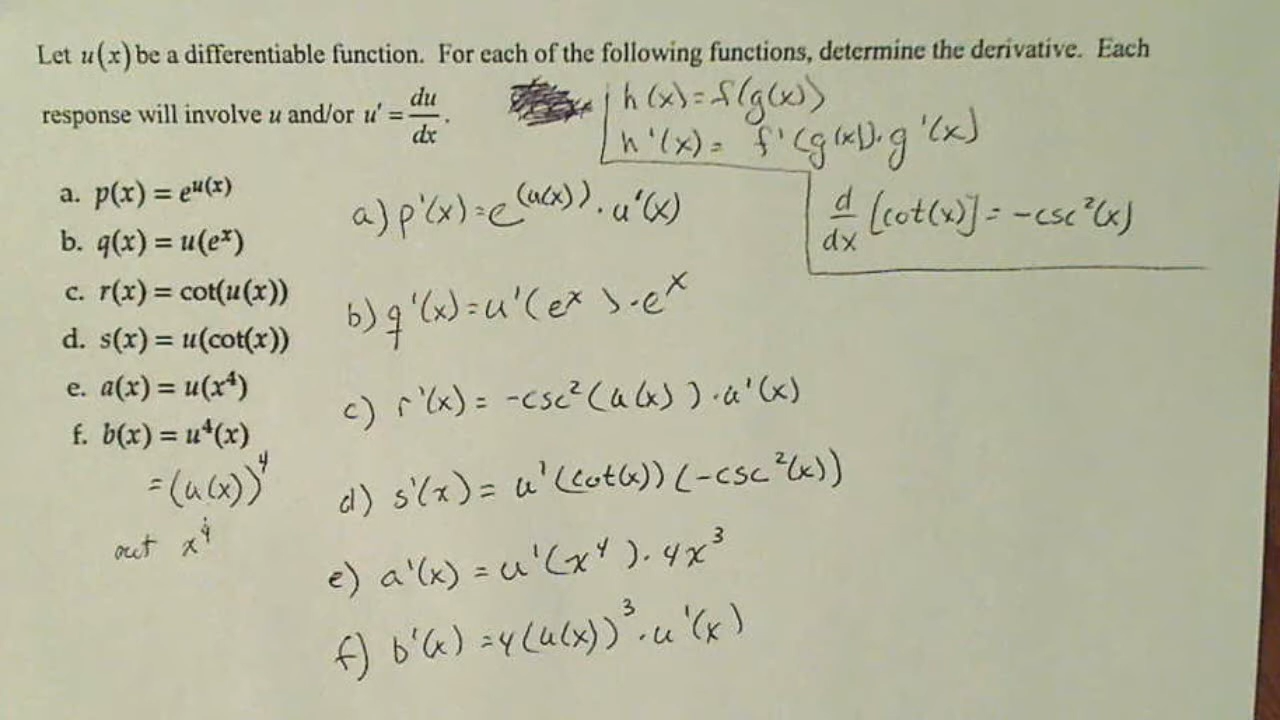 Let u(x) be a differentiable function. For each of the following functions, determine the derivative. Each
response will involve u and/or u' = du/dx.
h(x) = f(g(x))
h'(x) = f'(g(x))·g'(x)
d/dx [cot(x)] = -csc²(x)
a. p(x) = e^{u(x)}
b. q(x) = u(e^x)
c. r(x) = cot(u(x))
d. s(x) = u(cot(x))
e. a(x) = u(x⁴)
f. b(x) = u⁴(x)
= (u(x))⁴
out x⁴
a) p'(x) = e^{(u(x))}·u'(x)
b) q'(x) = u'(e^x)·e^x
c) r'(x) = -csc²(u(x))·u'(x)
d) s'(x) = u'(cot(x))(-csc²(x))
e) a'(x) = u'(x⁴)·4x³
f) b'(x) = 4(u(x))³·u'(x)